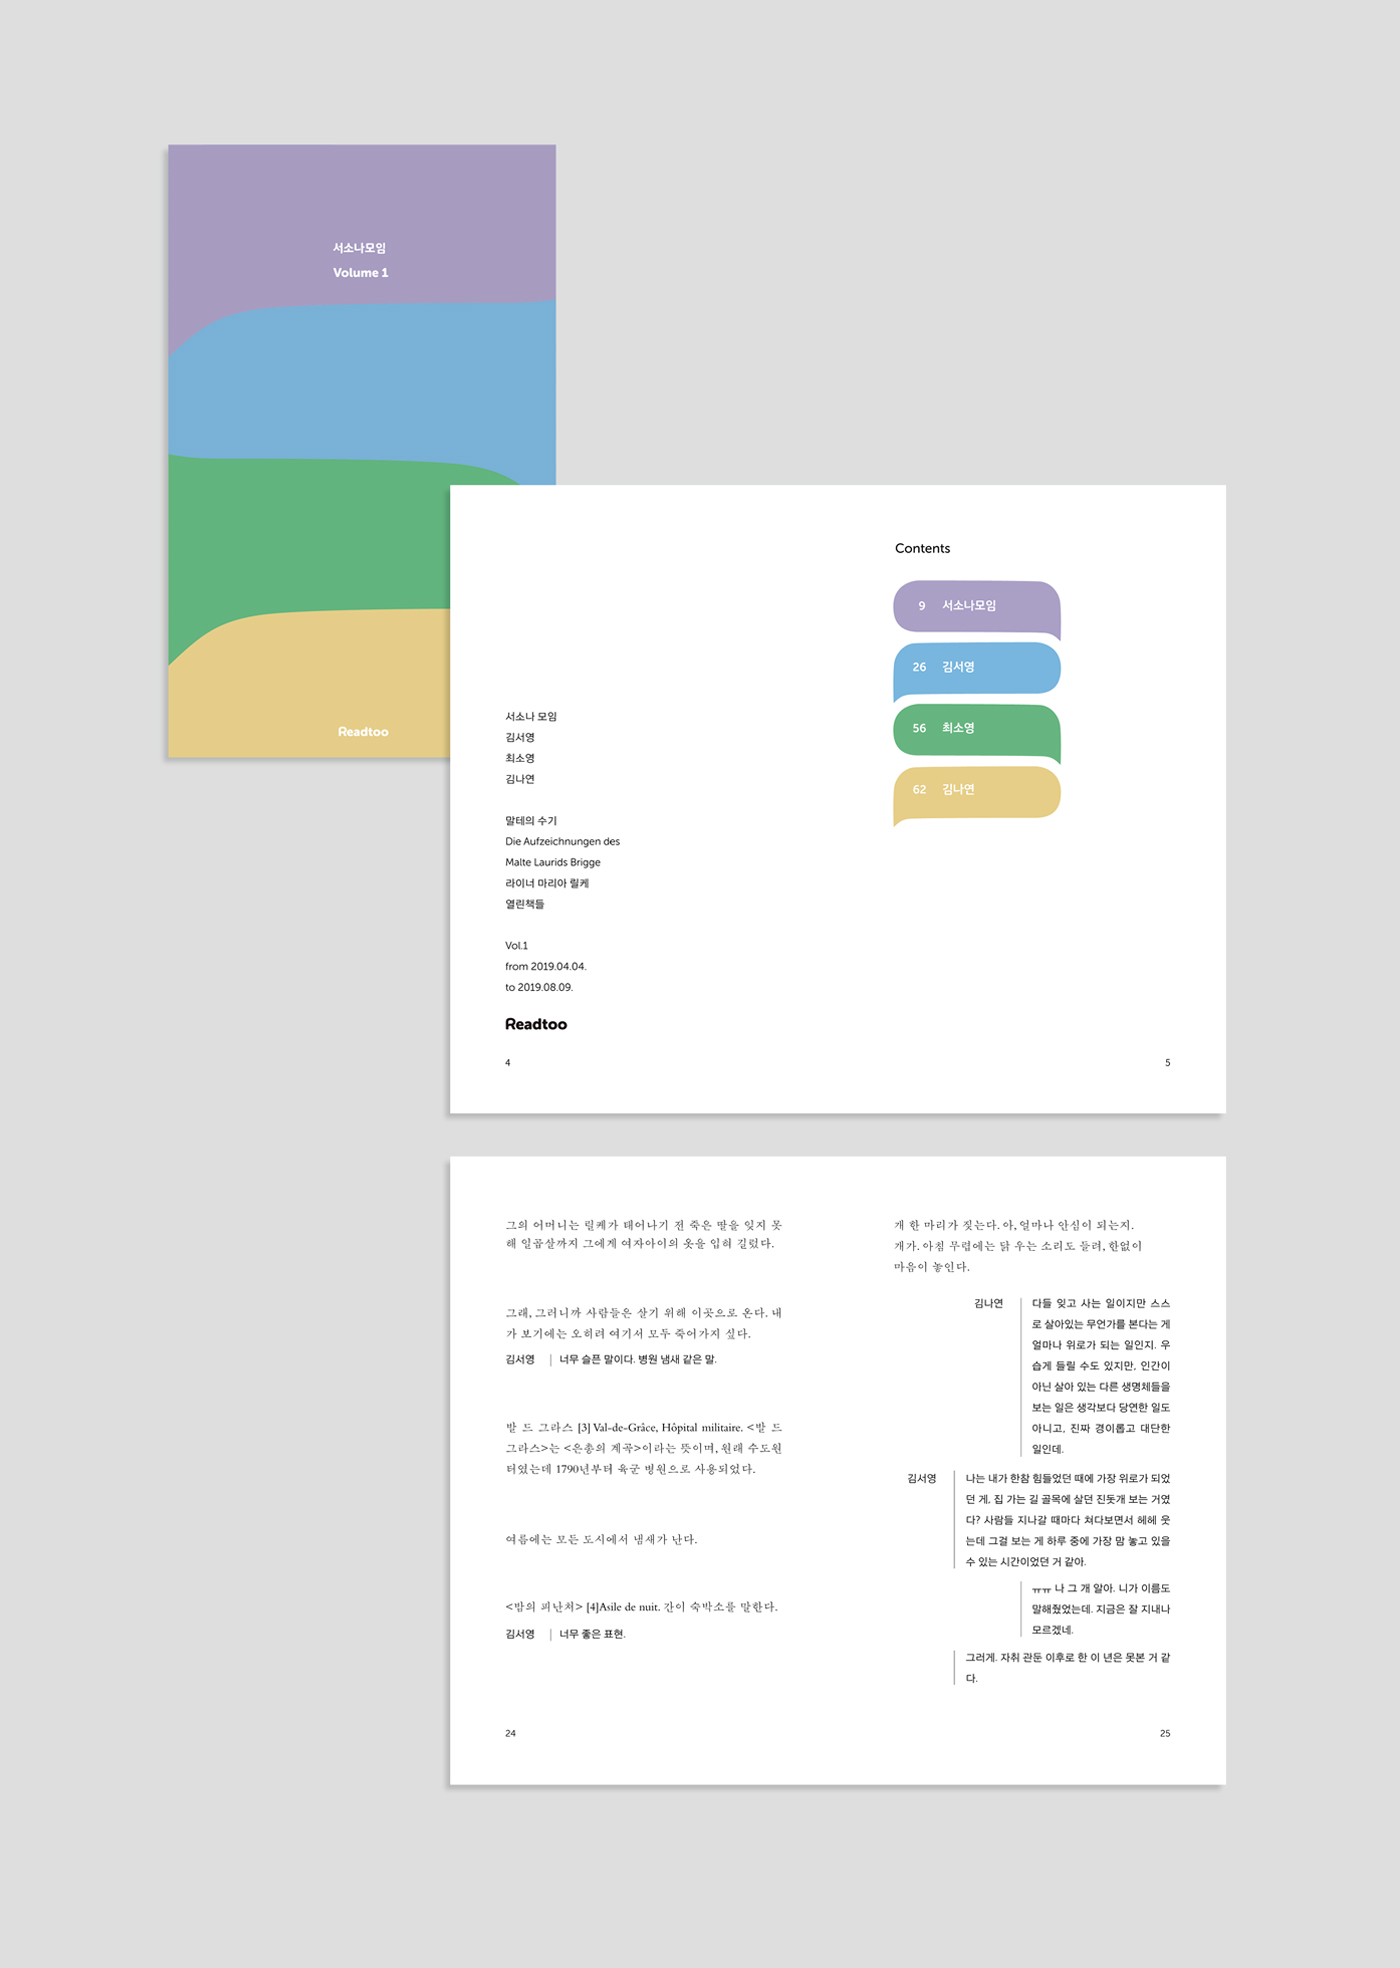 서소나모임
Volume 1
Readtoo
서소나 모임
김서영
최소영
김나연
말테의 수기
Die Aufzeichnungen des
Malte Laurids Brigge
라이너 마리아 릴케
열린책들
Vol.1
from 2019.04.04.
to 2019.08.09.
Readtoo
4
Contents
9 서소나모임
26 김서영
56 최소영
62 김나연
5
그의 어머니는 릴케가 태어나기 전 죽은 딸을 잊지 못
해 일곱살까지 그에게 여자아이의 옷을 입혀 길렀다.
그래, 그러니까 사람들은 살기 위해 이곳으로 온다. 내
가 보기에는 오히려 여기서 모두 죽어가지 싶다.
김서영 너무 슬픈 말이다. 병원 냄새 같은 말.
발 드 그라스 [3] Val-de-Grâce, Hôpital militaire. <발 드
그라스>는 <은총의 계곡>이라는 뜻이며, 원래 수도원
터였는데 1790년부터 육군 병원으로 사용되었다.
여름에는 모든 도시에서 냄새가 난다.
<밤의 피난처> [4]Asile de nuit. 간이 숙박소를 말한다.
김서영 너무 좋은 표현.
24
개 한 마리가 짖는다. 아, 얼마나 안심이 되는지.
개가. 아침 무렵에는 닭 우는 소리도 들려, 한없이
마음이 놓인다.
김나연 다들 잊고 사는 일이지만 스스
로 살아있는 무언가를 본다는 게
얼마나 위로가 되는 일인지. 우
습게 들릴 수도 있지만, 인간이
아닌 살아 있는 다른 생명체들을
보는 일은 생각보다 당연한 일도
아니고, 진짜 경이롭고 대단한
일인데.
김서영 나는 내가 한참 힘들었던 때에 가장 위로가 되었
던 게, 집 가는 길 골목에 살던 진돗개 보는 거였
다? 사람들 지나갈 때마다 쳐다보면서 헤헤 웃
는데 그걸 보는 게 하루 중에 가장 맘 놓고 있을
수 있는 시간이었던 거 같아.
ㅠㅠ 나 그 개 알아. 니가 이름도
말해줬었는데. 지금은 잘 지내나
모르겠네.
그러게. 자취 관둔 이후로 한 이 년은 못본 거 같
다.
25